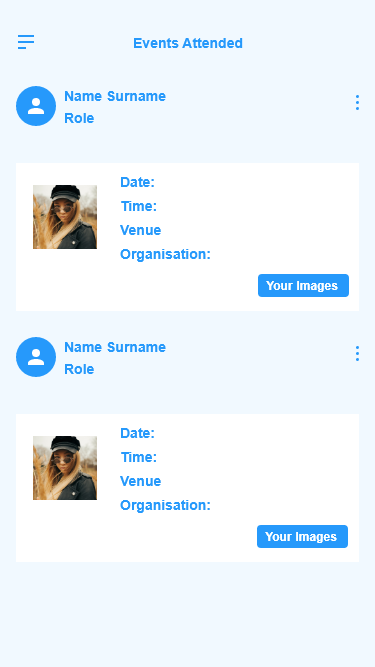 Events Attended
Name Surname
Role
Date:
Time:
Venue
Organisation:
Your Images
Name Surname
Role
Date:
Time:
Venue
Organisation:
Your Images